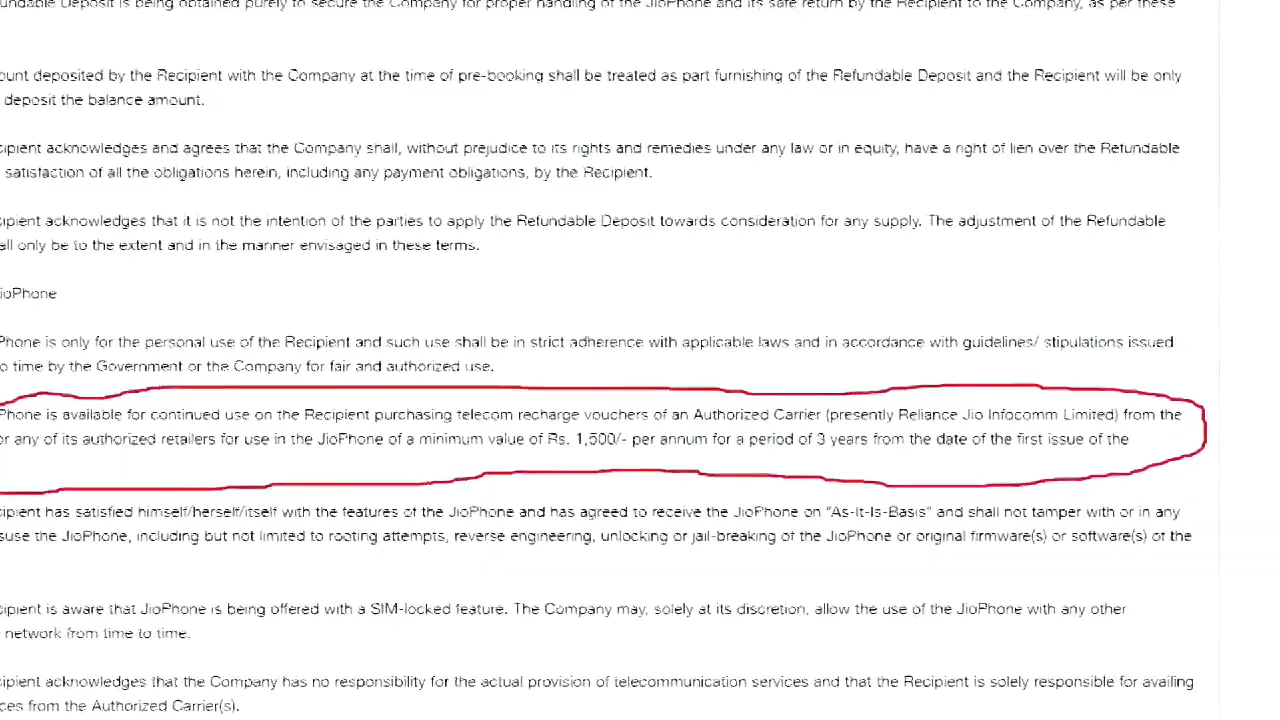 undable Deposit is being obtained purely to secure the Company for proper handling of the JioPhone and its safe return by the Recipient to the Company, as per these
ount deposited by the Recipient with the Company at the time of pre-booking shall be treated as part furnishing of the Refundable Deposit and the Recipient will be only
deposit the balance amount.
cipient acknowledges and agrees that the Company shall, without prejudice to its rights and remedies under any law or in equity, have a right of lien over the Refundable
satisfaction of all the obligations herein, including any payment obligations, by the Recipient.
cipient acknowledges that it is not the intention of the parties to apply the Refundable Deposit towards consideration for any supply. The adjustment of the Refundable
all only be to the extent and in the manner envisaged in these terms.
ioPhone
Phone is only for the personal use of the Recipient and such use shall be in strict adherence with applicable laws and in accordance with guidelines/ stipulations issued
o time by the Government or the Company for fair and authorized use.
Phone is available for continued use on the Recipient purchasing telecom recharge vouchers of an Authorized Carrier (presently Reliance Jio Infocomm Limited) from the
or any of its authorized retailers for use in the JioPhone of a minimum value of Rs. 1,500/- per annum for a period of 3 years from the date of the first issue of the
cipient has satisfied himself/herself/itself with the features of the JioPhone and has agreed to receive the JioPhone on "As-It-Is-Basis" and shall not tamper with or in any
suse the JioPhone, including but not limited to rooting attempts, reverse engineering, unlocking or jail-breaking of the JioPhone or original firmware(s) or software(s) of the
cipient is aware that JioPhone is being offered with a SIM-locked feature. The Company may, solely at its discretion, allow the use of the JioPhone with any other
network from time to time.
cipient acknowledges that the Company has no responsibility for the actual provision of telecommunication services and that the Recipient is solely responsible for availing
ces from the Authorized Carrier(s).